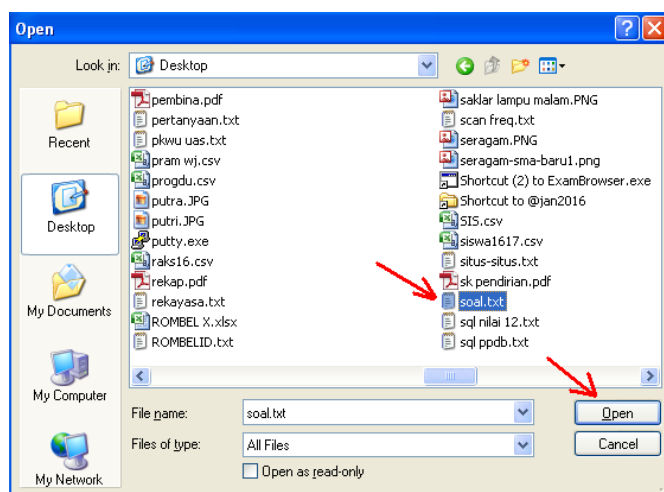 Open
Look in:
Desktop
Recent
Desktop
My Documents
My Computer
My Network
pembina.pdf
pertanyaan.txt
pkwu uas.txt
pram wj.csv
progdu.csv
putra.JPG
putri.JPG
putty.exe
raks16.csv
rekap.pdf
rekayasa.txt
ROMBEL X.xlsx
ROMBELID.txt
saklar lampu malam.PNG
scan freq.txt
seragam.PNG
seragam-sma-baru1.png
Shortcut (2) to ExamBrowser.exe
Shortcut to @jan2016
SIS.csv
siswa1617.csv
situs-situs.txt
sk pendirian.pdf
soal.txt
sql nilai 12.txt
sql ppdb.txt
File name:
soal.txt
Open
Files of type:
All Files
Cancel
Open as read-only